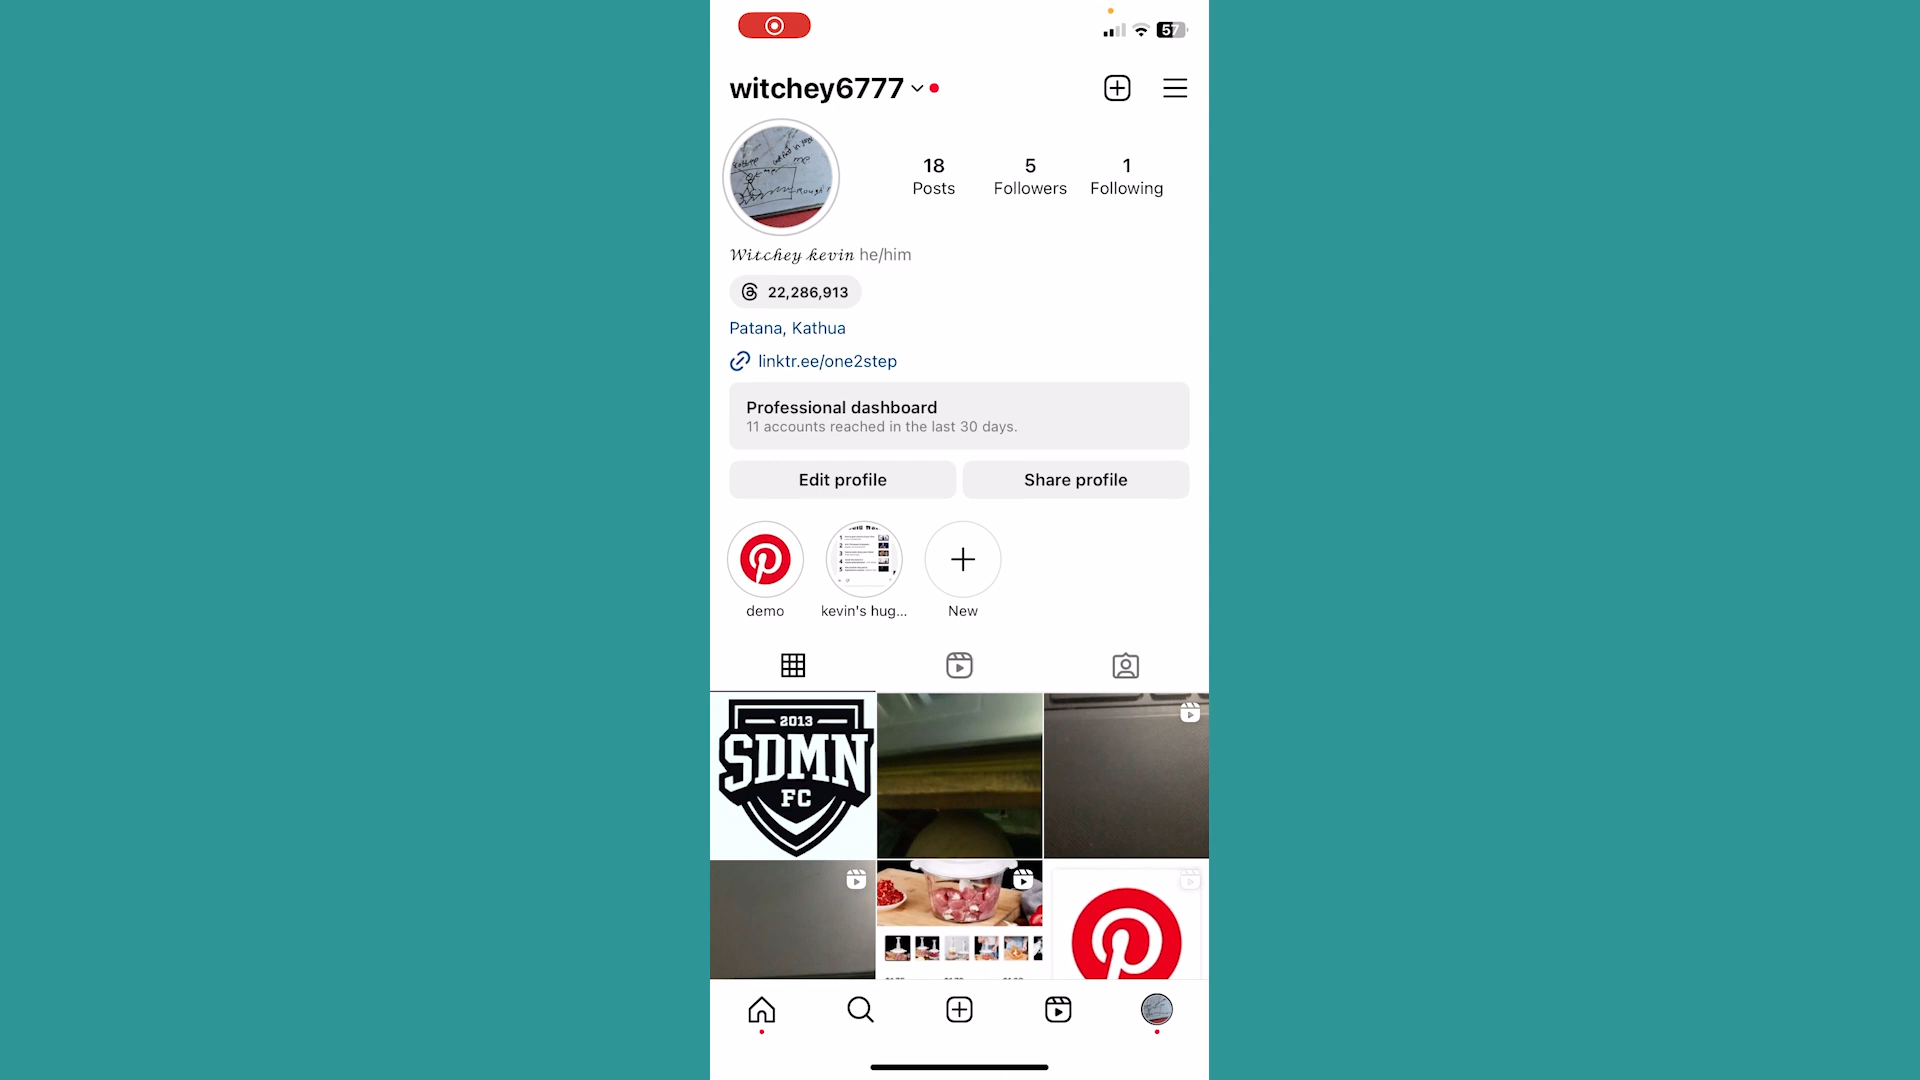 57
witchey6777
18
5
1
Posts
Followers
Following
Witchey kevin he/him
22,286,913
Patana, Kathua
linktr.ee/one2step
Professional dashboard
11 accounts reached in the last 30 days.
Edit profile
Share profile
demo
kevin's hug...
New
2013
SDMN
FC